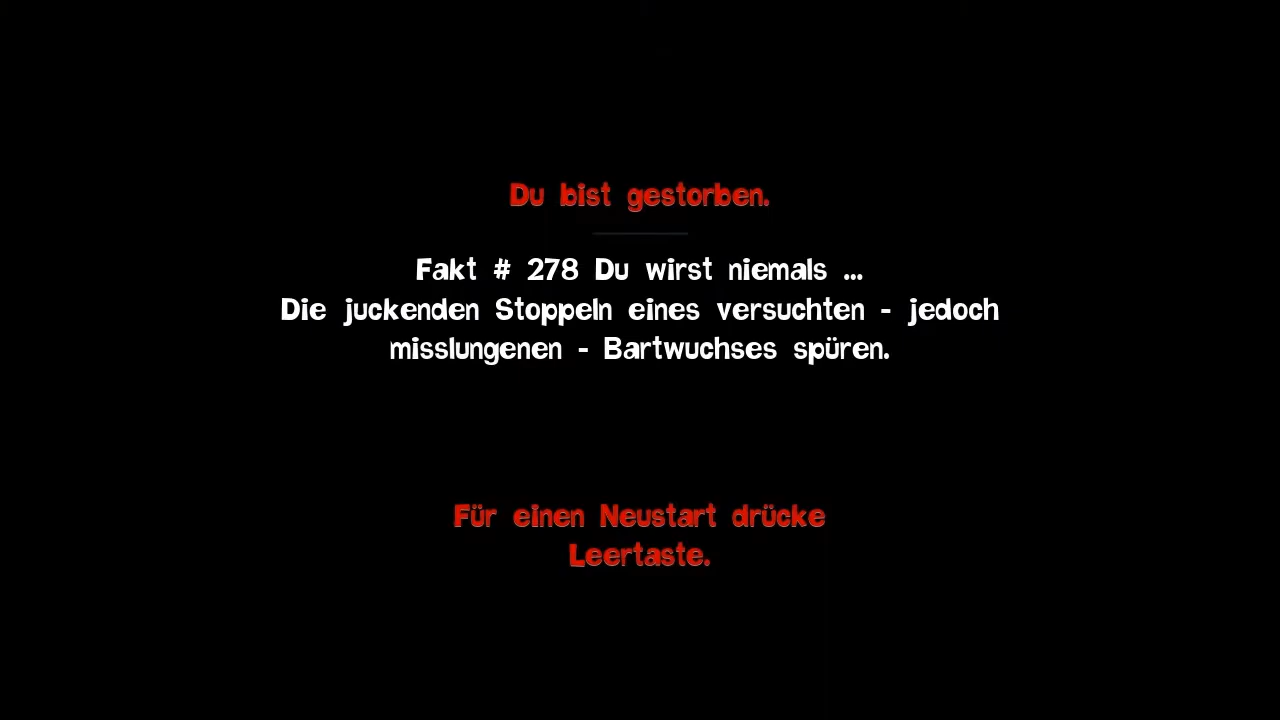 Du bist gestorben.
Fakt # 278 Du wirst niemals ...
Die juckenden Stoppeln eines versuchten - jedoch
misslungenen - Bartwuchses spüren.
Für einen Neustart drücke
Leertaste.